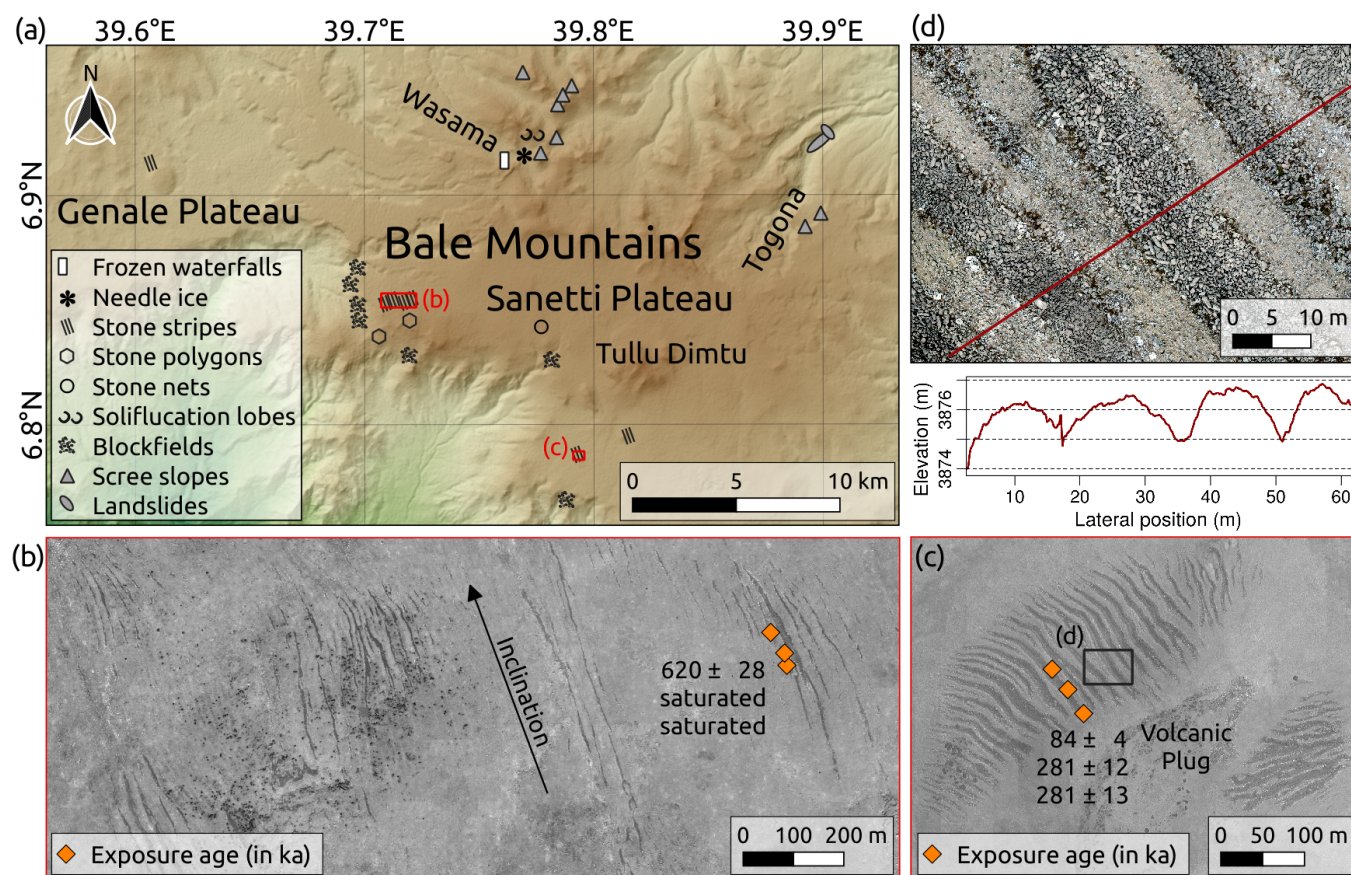 (a)
39.6°E 39.7°E 39.8°E 39.9°E
N
Wasama
6.9°N
Genale Plateau
Togona
Bale Mountains
Frozen waterfalls
Needle ice
Stone stripes
Stone polygons
Stone nets
Soliflucation lobes
Blockfields
Scree slopes
Landslides
(b)
Sanetti Plateau
Tullu Dimtu
6.8°N
(c)
0 5 10 km
(d)
0 5 10 m
Elevation (m)
3876
3874
10 20 30 40 50 60
Lateral position (m)
(b)
Inclination
620 ± 28
saturated
saturated
Exposure age (in ka)
0 100 200 m
(c)
(d)
84 ± 4
281 ± 12
281 ± 13
Volcanic
Plug
Exposure age (in ka)
0 50 100 m